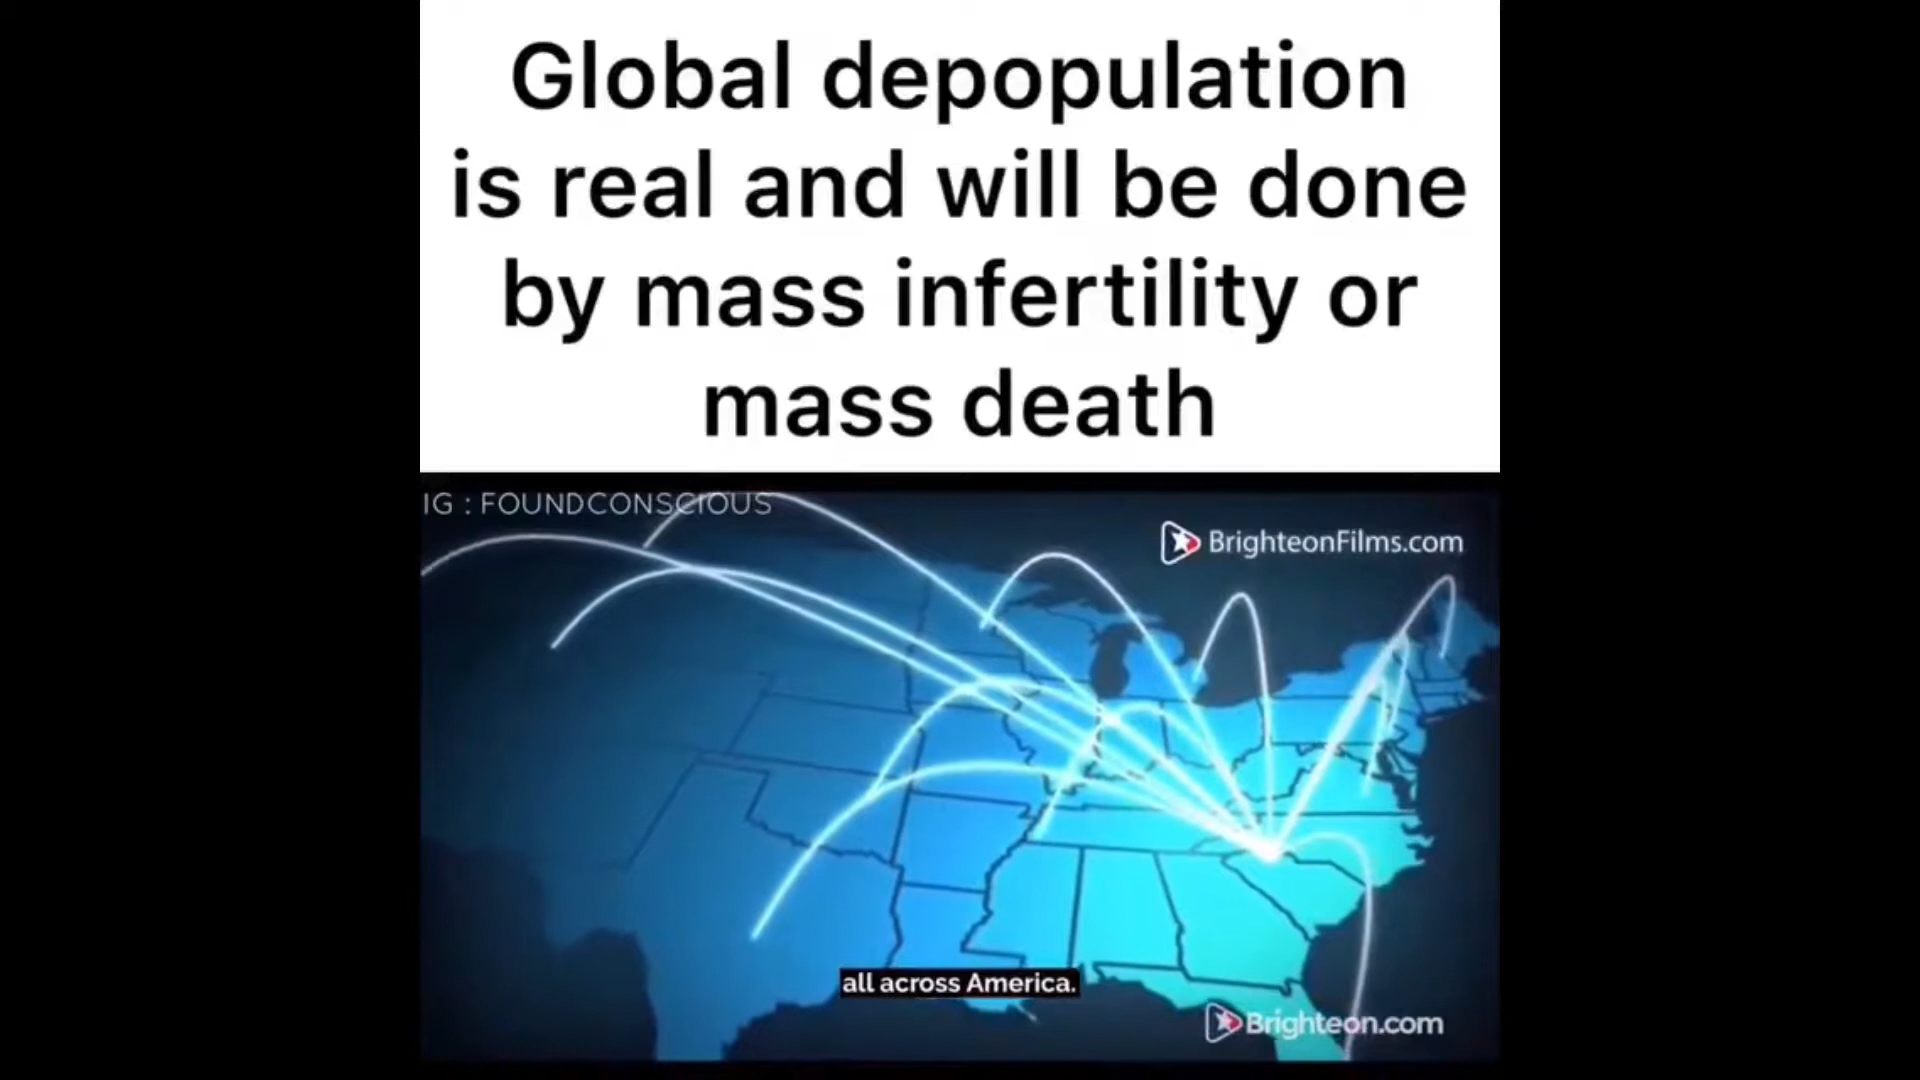 Global depopulation
is real and will be done
by mass infertility or
mass death
IG : FOUNDCONSCIOUS
BrighteonFilms.com
all across America.
Brighteon.com